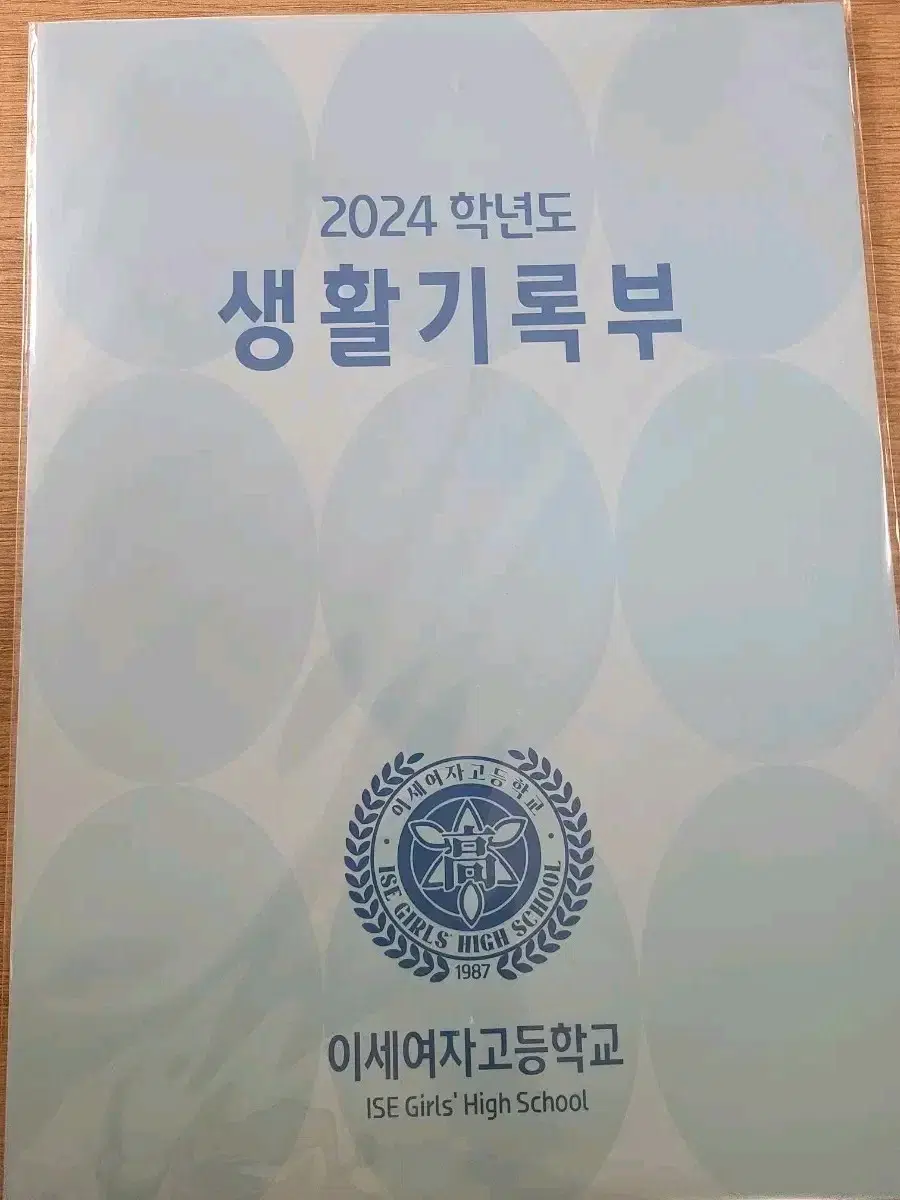 2024 학년도
생활기록부
이세여자고등학교
高
ISE GIRLS' HIGH SCHOOL
1987
이세여자고등학교
ISE Girls' High School